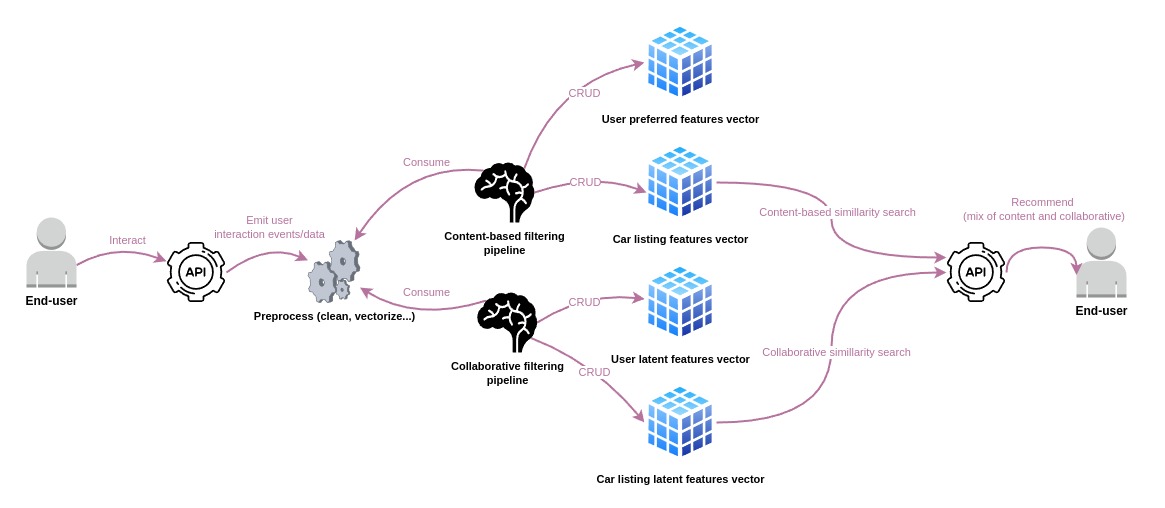 CRUD
User preferred features vector
Consume
CRUD
Content-based filtering
pipeline
Car listing features vector
Content-based simillarity search
Recommend
(mix of content and collaborative)
Interact
Emit user
interaction events/data
API
End-user
Preprocess (clean, vectorize...)
Consume
CRUD
Collaborative filtering
pipeline
User latent features vector
CRUD
Collaborative simillarity search
Car listing latent features vector
API
End-user